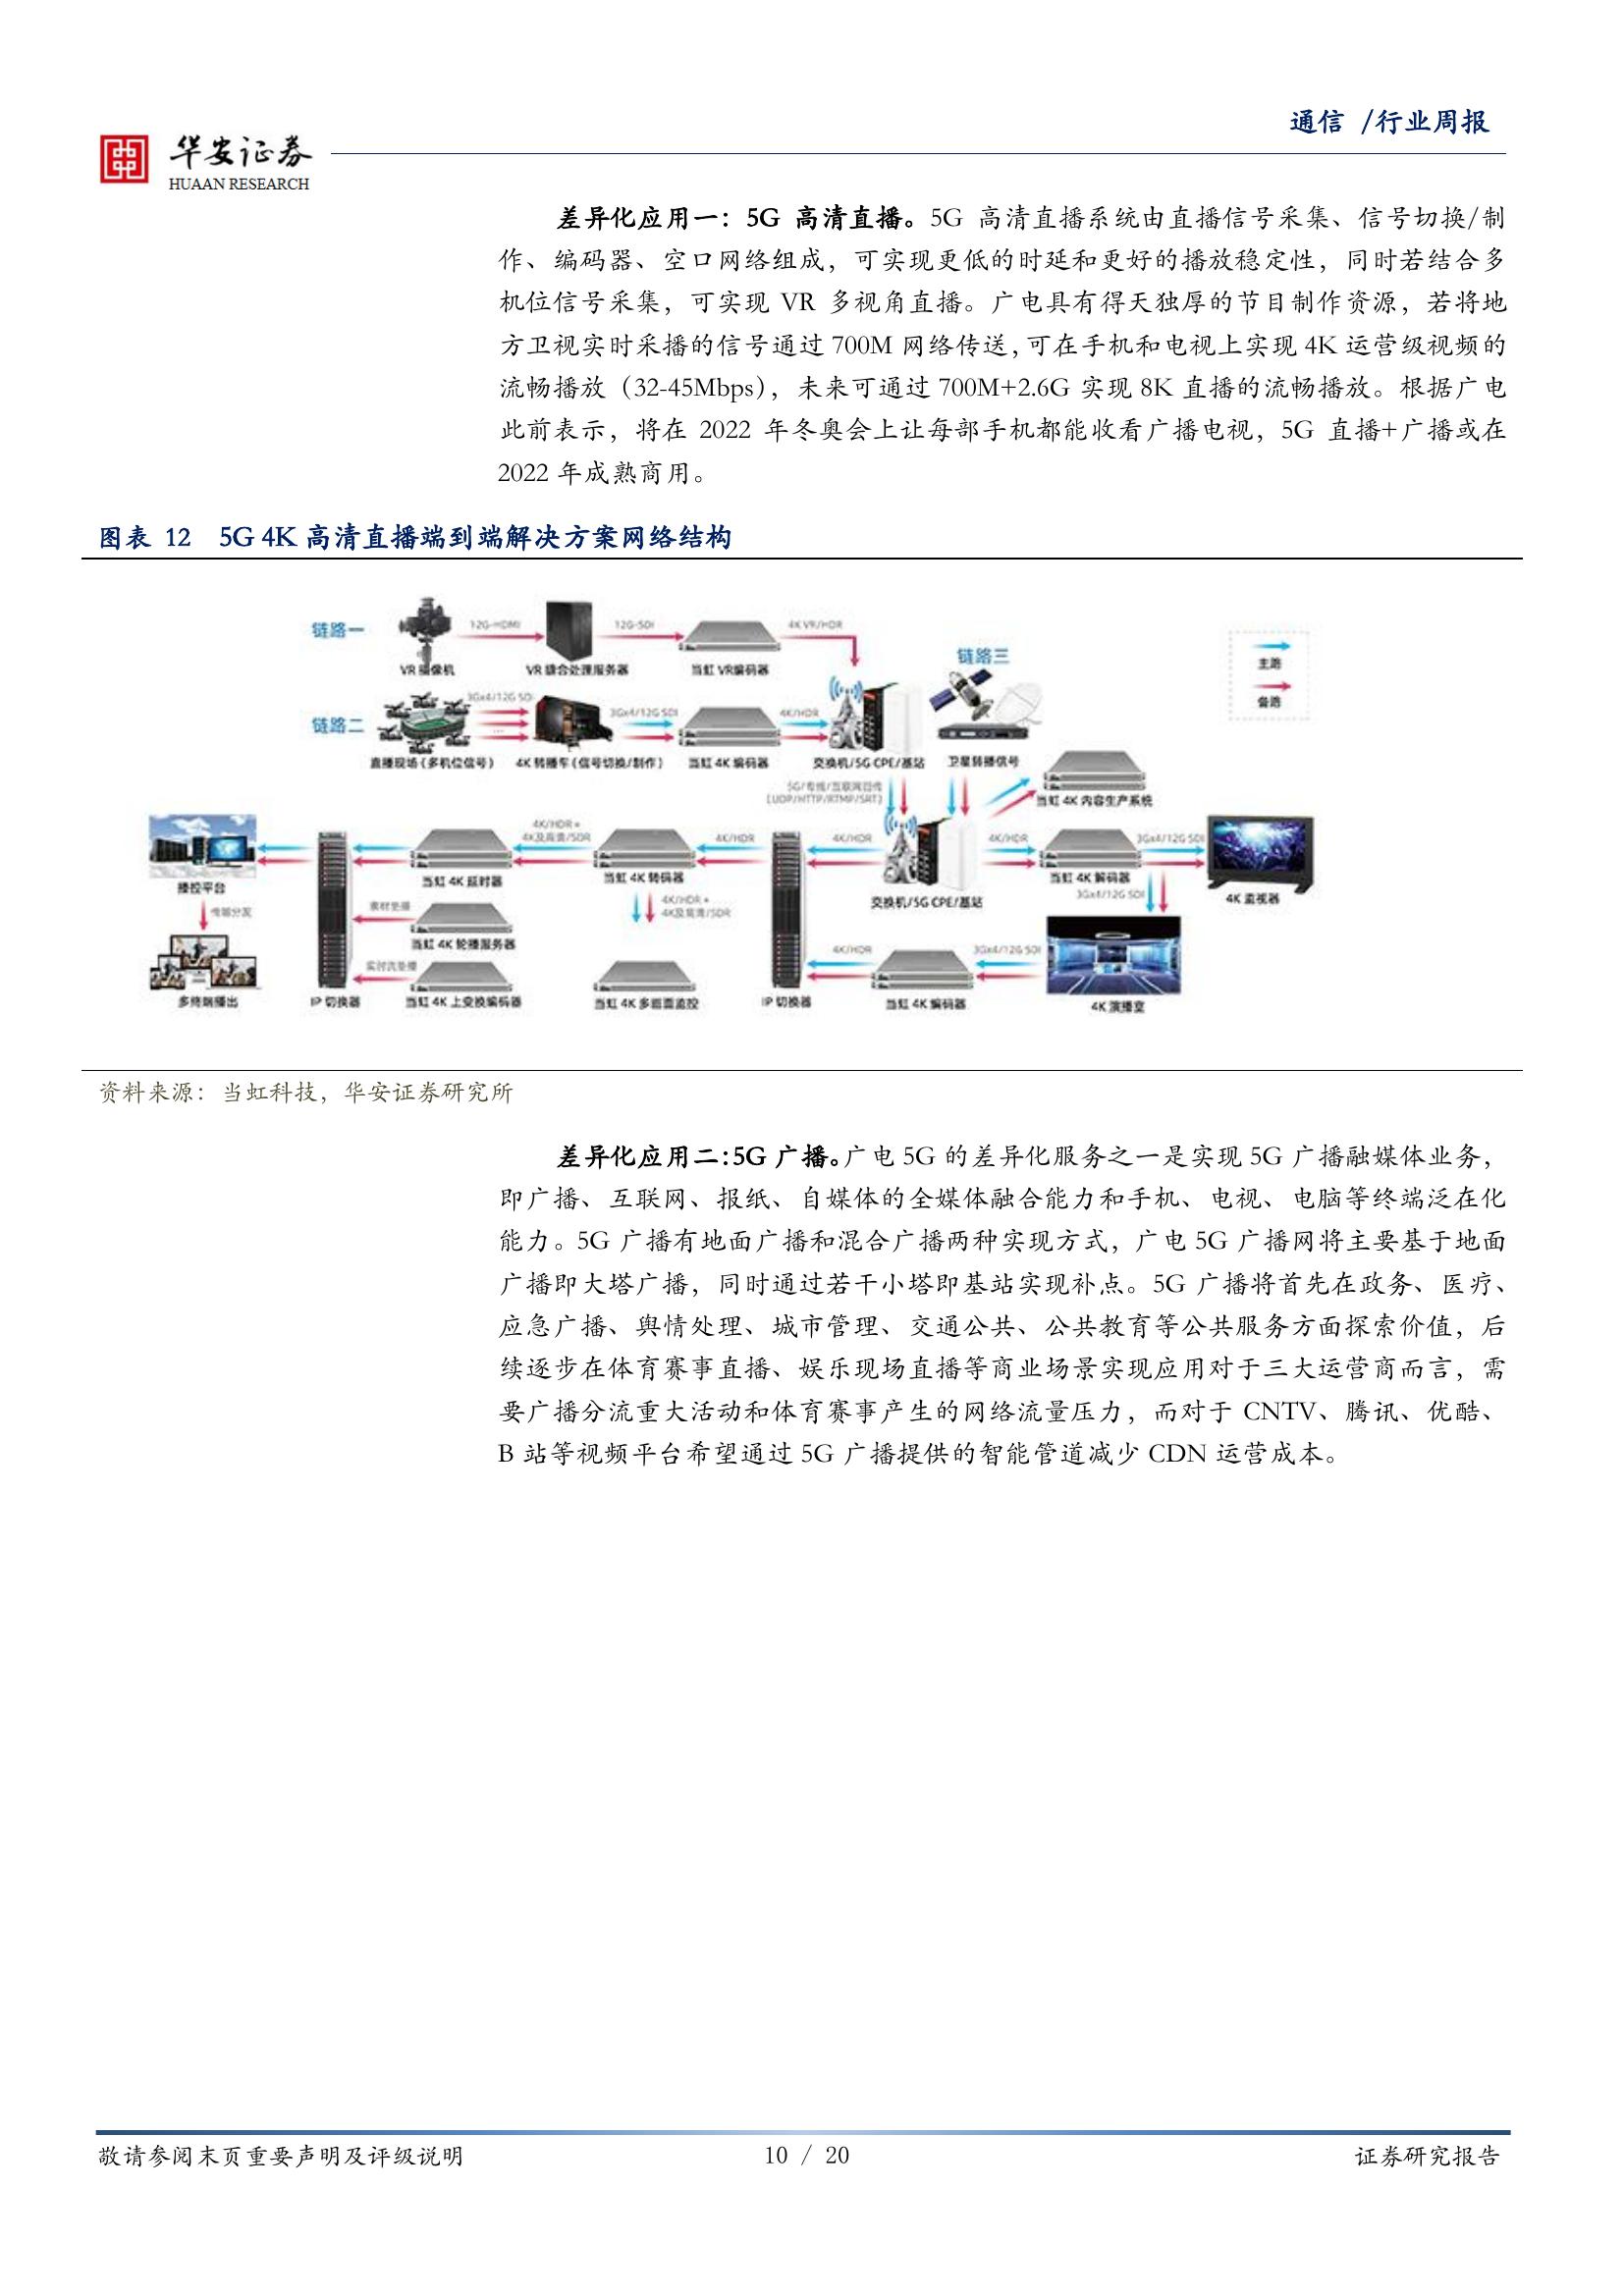 通信 /行业周报
华安证券
HUAAN RESEARCH
差异化应用一：5G 高清直播。5G 高清直播系统由直播信号采集、信号切换/制
作、编码器、空口网络组成，可实现更低的时延和更好的播放稳定性，同时若结合多
机位信号采集，可实现 VR 多视角直播。广电具有得天独厚的节目制作资源，若将地
方卫视实时采播的信号通过 700M 网络传送，可在手机和电视上实现 4K 运营级视频的
流畅播放（32-45Mbps），未来可通过 700M+2.6G 实现 8K 直播的流畅播放。根据广电
此前表示，将在 2022 年冬奥会上让每部手机都能收看广播电视，5G 直播+广播或在
2022 年成熟商用。
图表 12 5G 4K 高清直播端到端解决方案网络结构
链路一
12G-HDMI
12G-SDI
4K VR/HDR
VR 摄像机
VR 缝合处理服务器
当虹 VR编码器
链路三
主路
备路
链路二
3Gx4/12G SDI
3Gx4/12G SDI
4K/HDR
直播现场(多机位信号)
4K 转播车(信号切换/制作)
当虹 4K 编码器
交换机/5G CPE/基站
卫星转播信号
5G/专线/互联网回传
(UDP/HTTP/RTMP/SRT)
当虹 4K 内容生产系统
4K/HDR+
4K及高清/SDR
4K/HDR
4K/HDR
4K/HDR
3Gx4/12G SDI
播控平台
当虹 4K 延时器
当虹 4K 转码器
交换机/5G CPE/基站
当虹 4K 解码器
4K 监视器
传输分发
素材垫播
4K/HDR+
4K及高清/SDR
3Gx4/12G SDI
当虹 4K 轮播服务器
4K/HDR
3Gx4/12G SDI
多终端播出
IP 切换器
当虹 4K 上变换编码器
当虹 4K 多画面监控
IP 切换器
当虹 4K 编码器
4K 演播室
资料来源：当虹科技，华安证券研究所
差异化应用二：5G 广播。广电 5G 的差异化服务之一是实现 5G 广播融媒体业务，
即广播、互联网、报纸、自媒体的全媒体融合能力和手机、电视、电脑等终端泛在化
能力。5G 广播有地面广播和混合广播两种实现方式，广电 5G 广播网将主要基于地面
广播即大塔广播，同时通过若干小塔即基站实现补点。5G 广播将首先在政务、医疗、
应急广播、舆情处理、城市管理、交通公共、公共教育等公共服务方面探索价值，后
续逐步在体育赛事直播、娱乐现场直播等商业场景实现应用对于三大运营商而言，需
要广播分流重大活动和体育赛事产生的网络流量压力，而对于 CNTV、腾讯、优酷、
B 站等视频平台希望通过 5G 广播提供的智能管道减少 CDN 运营成本。
敬请参阅末页重要声明及评级说明
10 / 20
证券研究报告